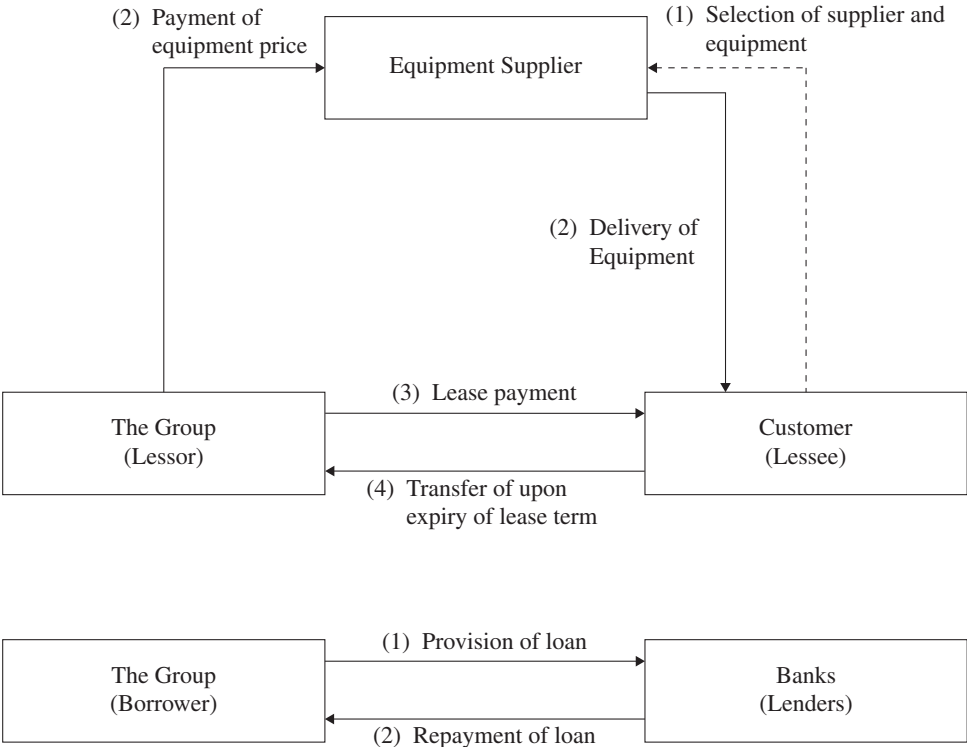 (2) Payment of
equipment price
(1) Selection of supplier and
equipment
Equipment Supplier
(2) Delivery of
Equipment
The Group
(Lessor)
(3) Lease payment
Customer
(Lessee)
(4) Transfer of upon
expiry of lease term
The Group
(Borrower)
(1) Provision of loan
Banks
(Lenders)
(2) Repayment of loan